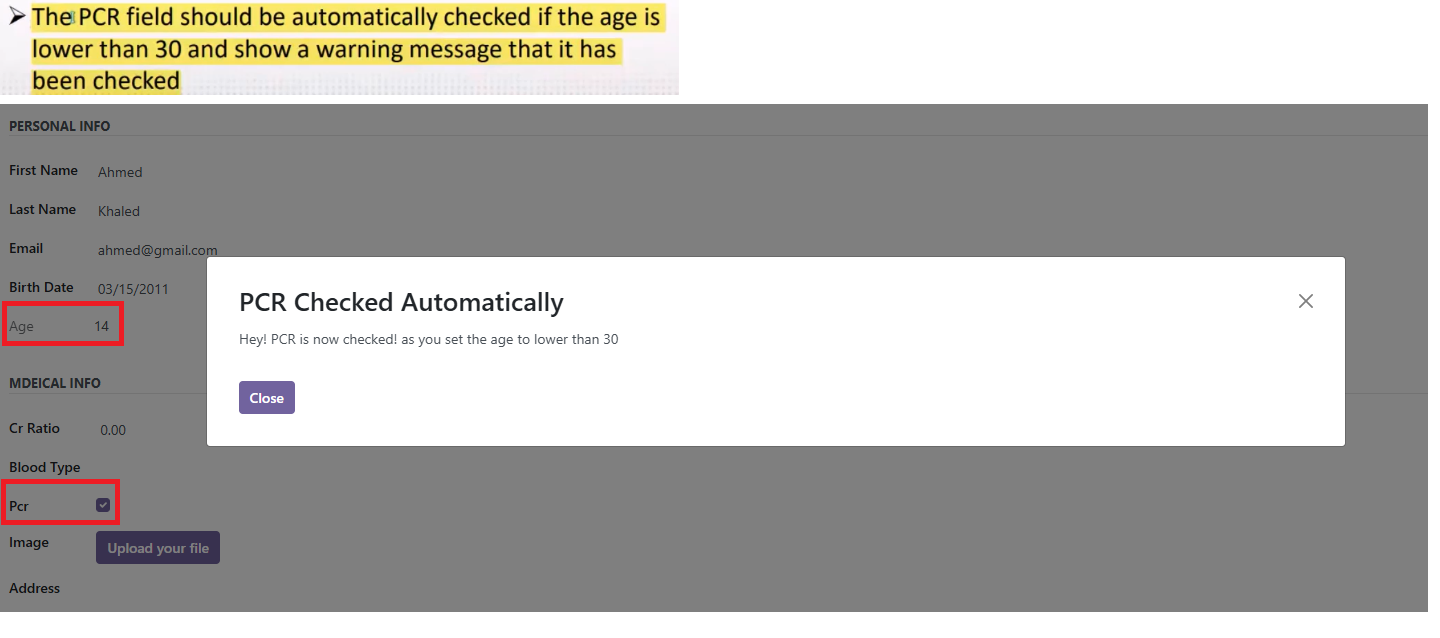 ➢ The PCR field should be automatically checked if the age is
lower than 30 and show a warning message that it has
been checked
PERSONAL INFO
First Name Ahmed
Last Name Khaled
Email ahmed@gmail.com
Birth Date 03/15/2011
Age 14
PCR Checked Automatically
Hey! PCR is now checked! as you set the age to lower than 30
Close
MDEICAL INFO
Cr Ratio 0.00
Blood Type
Pcr
Image Upload your file
Address